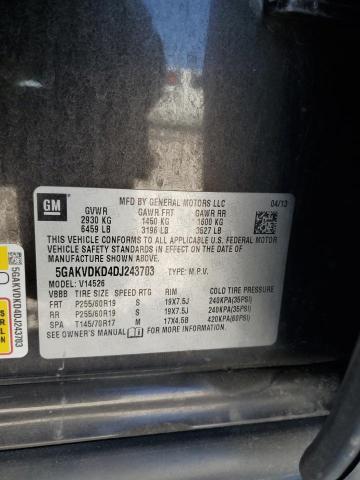 GM
MFD BY GENERAL MOTORS LLC 04/13
GVWR GAWR FRT GAWR RR
2930 KG 1450 KG 1600 KG
6459 LB 3196 LB 3527 LB
THIS VEHICLE CONFORMS TO ALL APPLICABLE U.S. FEDERAL MOTOR
VEHICLE SAFETY STANDARDS IN EFFECT ON THE DATE OF
MANUFACTURE SHOWN ABOVE.
5GAKVDKD4DJ243703 TYPE: M.P.V.
MODEL: V14526
VBBB TIRE SIZE SPEED RTG RIM COLD TIRE PRESSURE
FRT P255/60R19 S 19X7.5J 240KPA(35PSI)
RR P255/60R19 S 19X7.5J 240KPA(35PSI)
SPA T145/70R17 M 17X4.5B 420KPA(60PSI)
SEE OWNER'S MANUAL FOR MORE INFORMATION.
5GAKVDKD4DJ243703